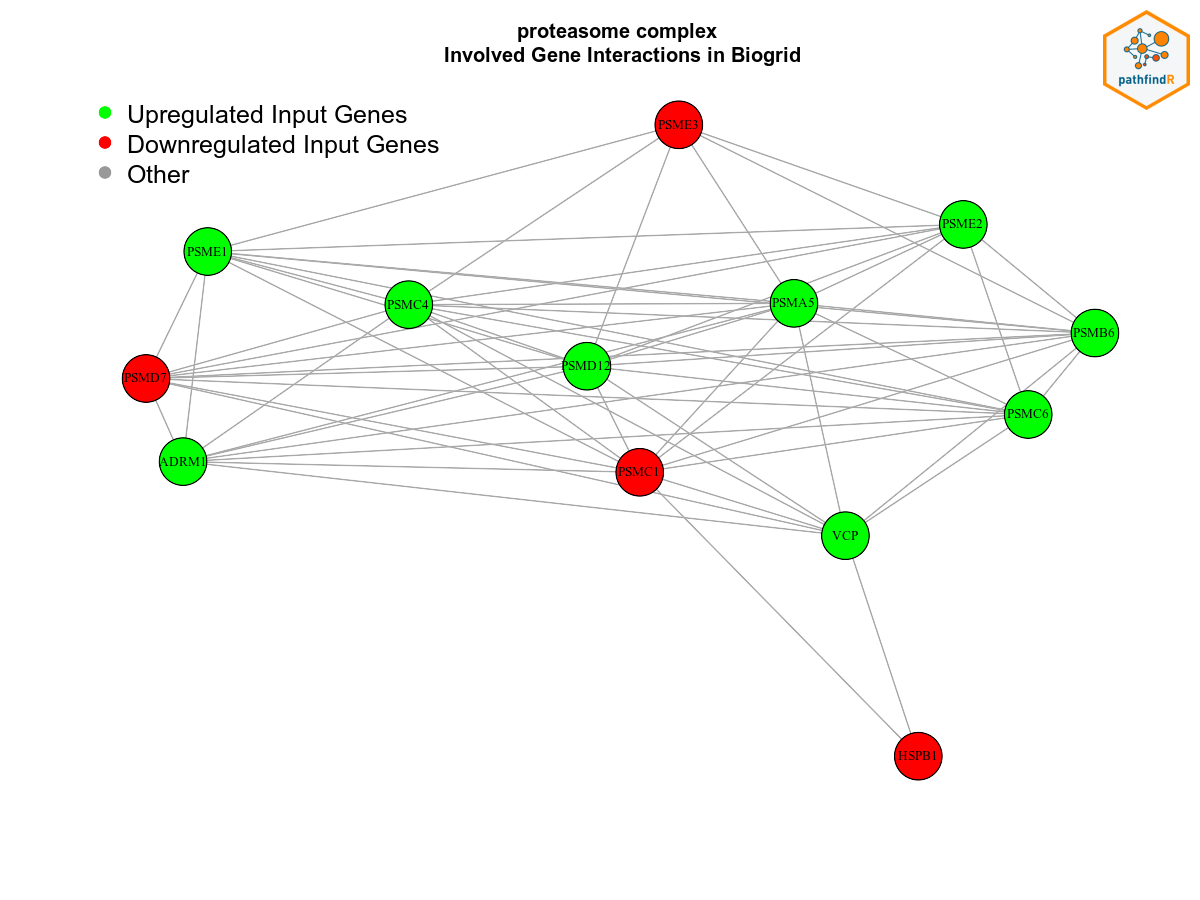 proteasome complex
Involved Gene Interactions in Biogrid
pathfindR
Upregulated Input Genes
Downregulated Input Genes
Other
PSME3
PSME2
PSME1
PSMC4
PSMA5
PSMB6
PSMD12
PSMD7
PSMC6
ADRM1
PSMC1
VCP
HSPB1